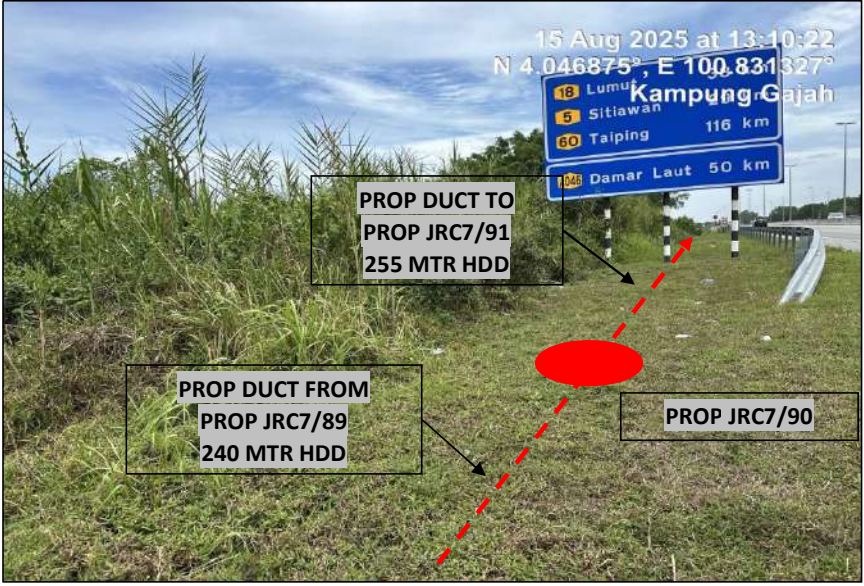 15 Aug 2025 at 13:10:22
N 4.046875°, E 100.831327°
Kampung Gajah
18 Lumut
5 Sitiawan
60 Taiping 116 km
Damar Laut 50 km
PROP DUCT TO
PROP JRC7/91
255 MTR HDD
PROP DUCT FROM
PROP JRC7/89
240 MTR HDD
PROP JRC7/90